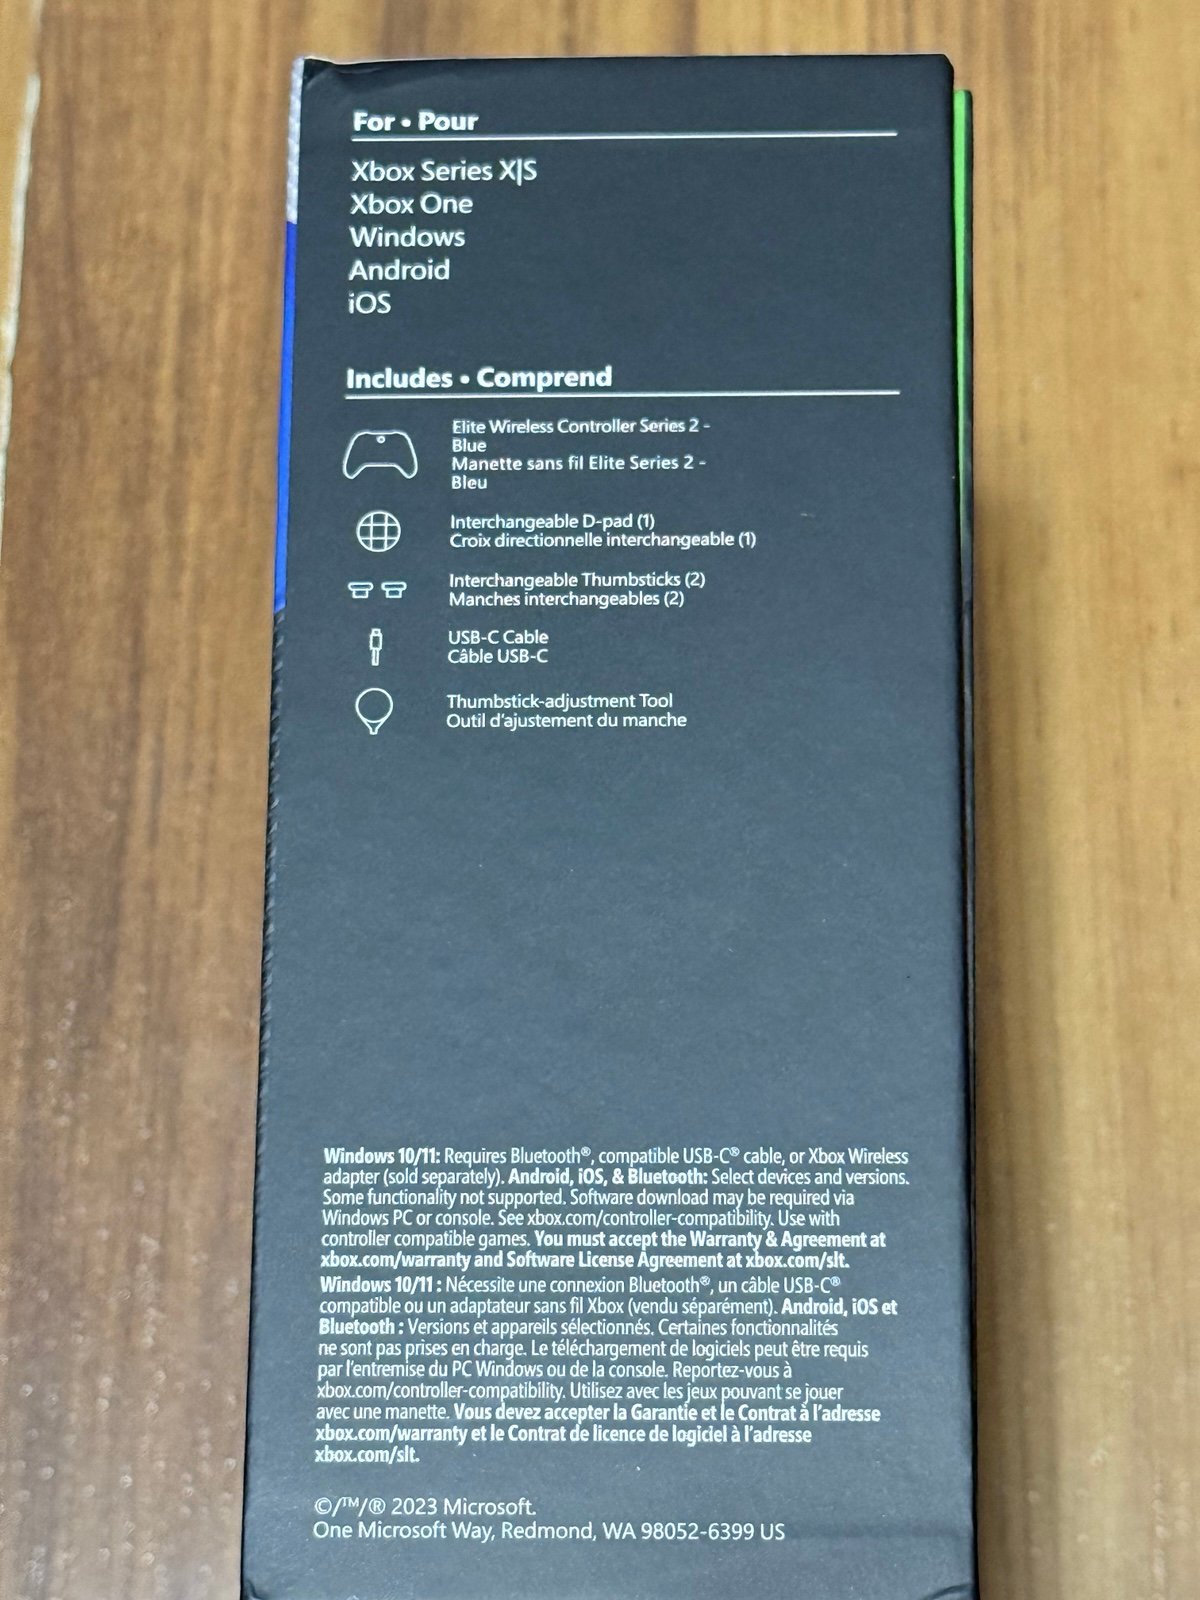 For • Pour
Xbox Series X|S
Xbox One
Windows
Android
iOS
Includes • Comprend
Elite Wireless Controller Series 2 -
Blue
Manette sans fil Elite Series 2 -
Bleu
Interchangeable D-pad (1)
Croix directionnelle interchangeable (1)
Interchangeable Thumbsticks (2)
Manches interchangeables (2)
USB-C Cable
Câble USB-C
Thumbstick-adjustment Tool
Outil d'ajustement du manche
Windows 10/11: Requires Bluetooth®, compatible USB-C® cable, or Xbox Wireless
adapter (sold separately). Android, iOS, & Bluetooth: Select devices and versions.
Some functionality not supported. Software download may be required via
Windows PC or console. See xbox.com/controller-compatibility. Use with
controller compatible games. You must accept the Warranty & Agreement at
xbox.com/warranty and Software License Agreement at xbox.com/slt.
Windows 10/11 : Nécessite une connexion Bluetooth®, un câble USB-C®
compatible ou un adaptateur sans fil Xbox (vendu séparément). Android, iOS et
Bluetooth : Versions et appareils sélectionnés. Certaines fonctionnalités
ne sont pas prises en charge. Le téléchargement de logiciels peut être requis
par l'entremise du PC Windows ou de la console. Reportez-vous à
xbox.com/controller-compatibility. Utilisez avec les jeux pouvant se jouer
avec une manette. Vous devez accepter la Garantie et le Contrat à l'adresse
xbox.com/warranty et le Contrat de licence de logiciel à l'adresse
xbox.com/slt.
©/™/® 2023 Microsoft.
One Microsoft Way, Redmond, WA 98052-6399 US